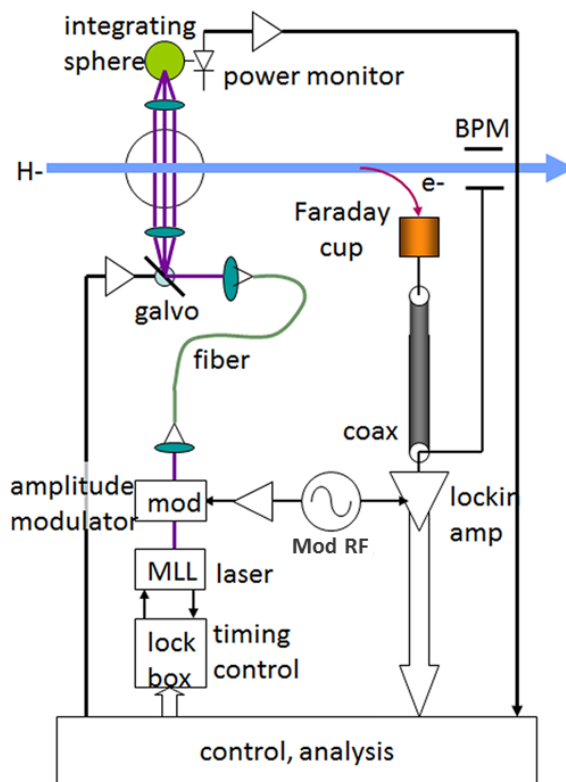 integrating
sphere
power monitor
BPM
H-
e-
Faraday
cup
galvo
fiber
coax
amplitude
modulator
mod
Mod RF
lockin
amp
MLL
laser
lock
box
timing
control
control, analysis